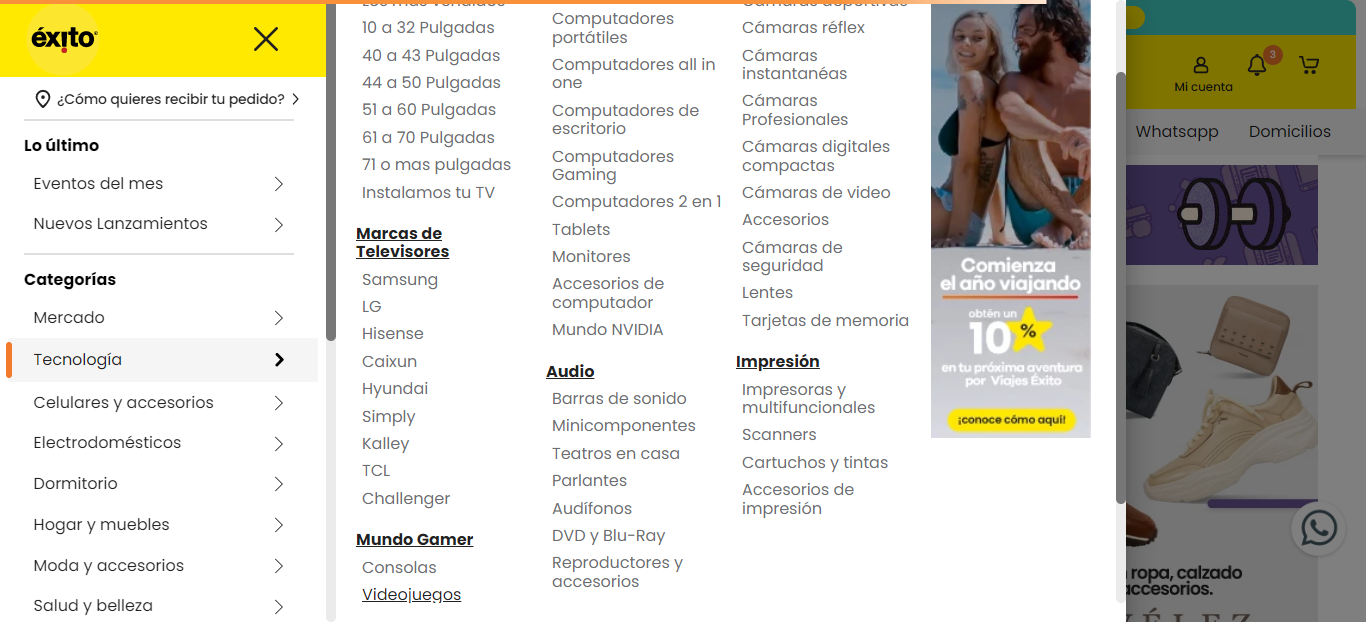 éxito
¿Cómo quieres recibir tu pedido?
Lo último
Eventos del mes
Nuevos Lanzamientos
Categorías
Mercado
Tecnología
Celulares y accesorios
Electrodomésticos
Dormitorio
Hogar y muebles
Moda y accesorios
Salud y belleza
10 a 32 Pulgadas
40 a 43 Pulgadas
44 a 50 Pulgadas
51 a 60 Pulgadas
61 a 70 Pulgadas
71 o mas pulgadas
Instalamos tu TV
Marcas de
Televisores
Samsung
LG
Hisense
Caixun
Hyundai
Simply
Kalley
TCL
Challenger
Mundo Gamer
Consolas
Videojuegos
Computadores
portátiles
Computadores all in
one
Computadores de
escritorio
Computadores
Gaming
Computadores 2 en 1
Tablets
Monitores
Accesorios de
computador
Mundo NVIDIA
Audio
Barras de sonido
Minicomponentes
Teatros en casa
Parlantes
Audífonos
DVD y Blu-Ray
Reproductores y
accesorios
Cámaras deportivas
Cámaras réflex
Cámaras
instantanéas
Cámaras
Profesionales
Cámaras digitales
compactas
Cámaras de video
Accesorios
Cámaras de
seguridad
Lentes
Tarjetas de memoria
Impresión
Impresoras y
multifuncionales
Scanners
Cartuchos y tintas
Accesorios de
impresión
Comienza
el año viajando
obtén un
10%
en tu próxima aventura
por Viajes Éxito
¡conoce cómo aquí!
3
Mi cuenta
Whatsapp
Domicilios
ropa, calzado
accesorios.
VÉLEZ